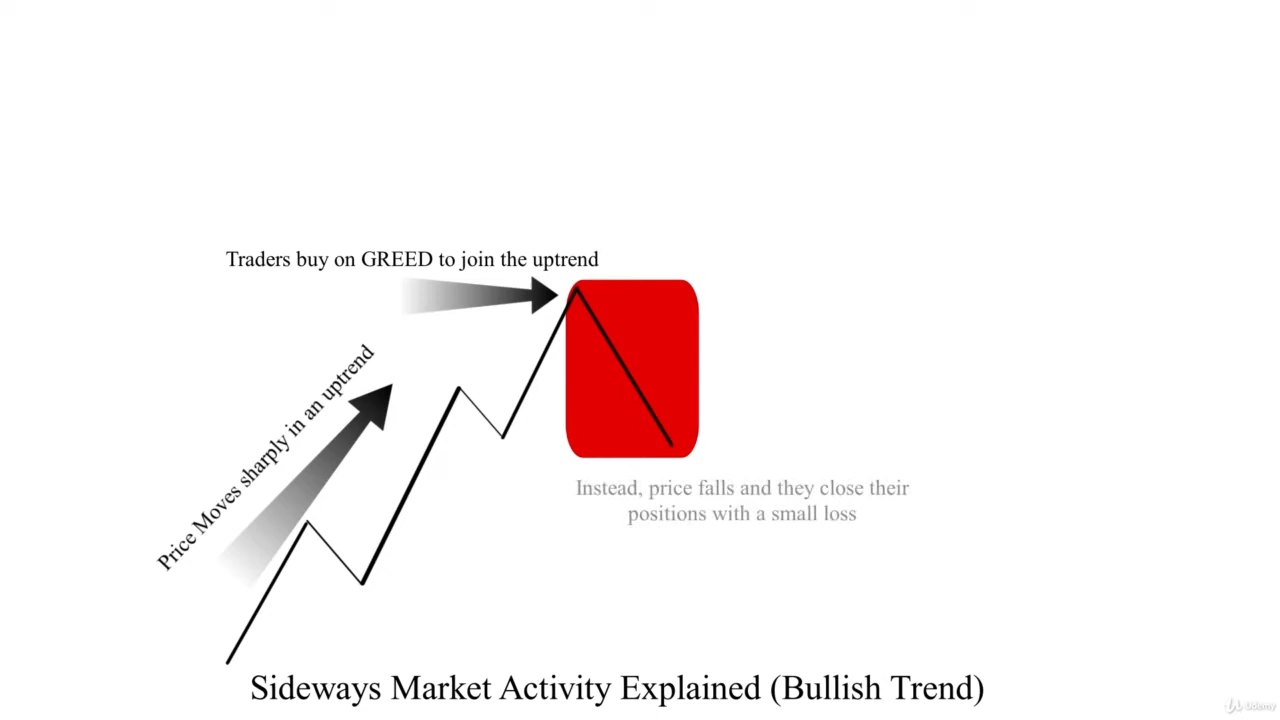 Traders buy on GREED to join the uptrend
Price Moves sharply in an uptrend
Instead, price falls and they close their
positions with a small loss
Sideways Market Activity Explained (Bullish Trend)
Udemy